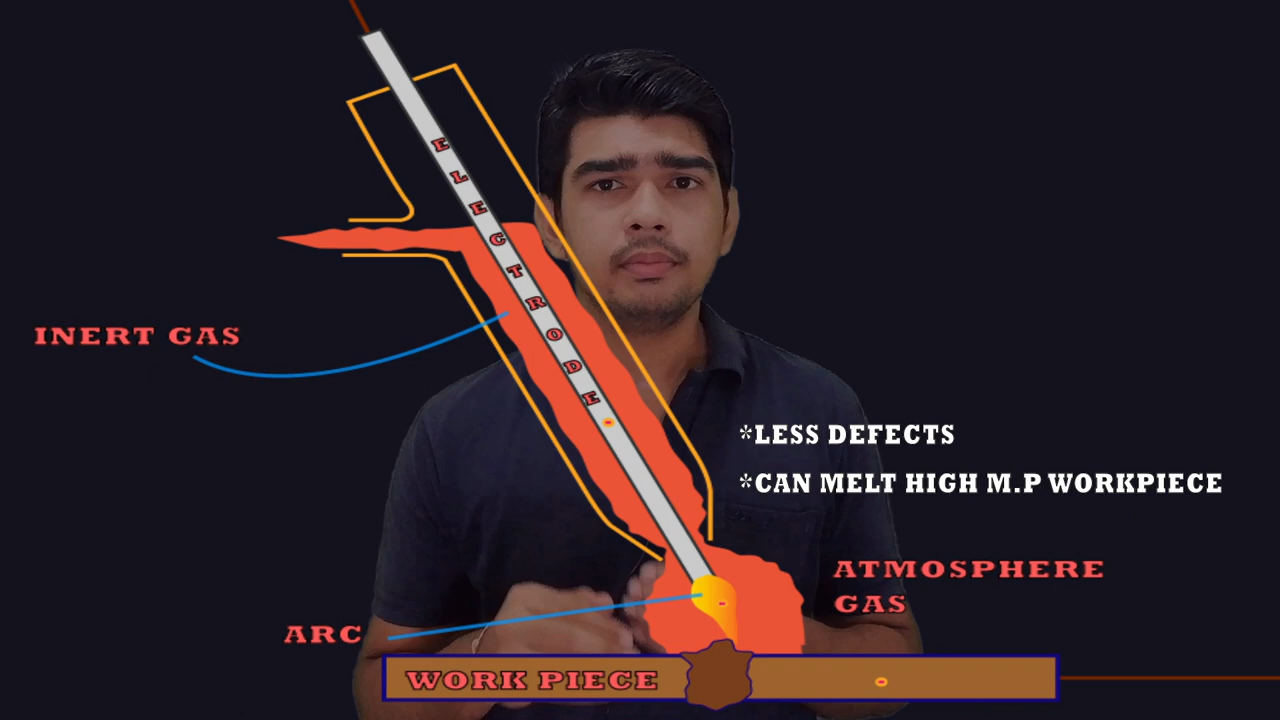 ELECTRODE
INERT GAS
*LESS DEFECTS
*CAN MELT HIGH M.P WORKPIECE
ATMOSPHERE
GAS
ARC
WORK PIECE